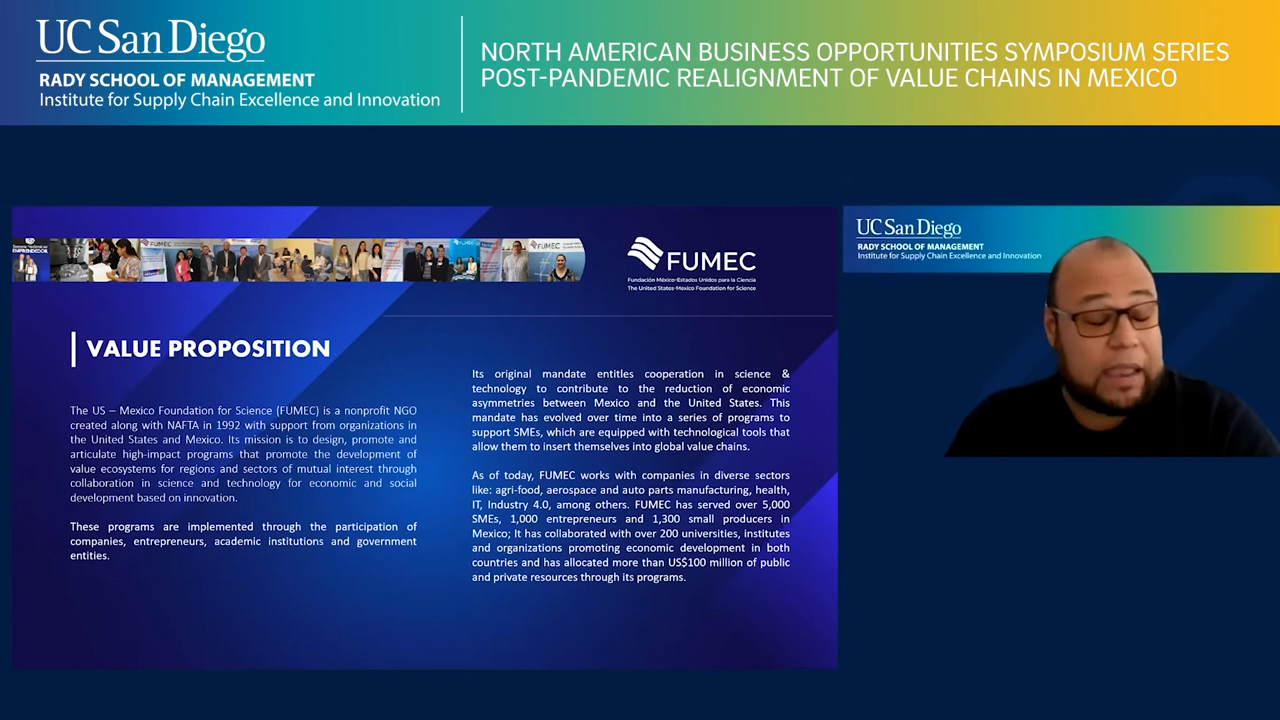 UC San Diego
RADY SCHOOL OF MANAGEMENT
Institute for Supply Chain Excellence and Innovation
NORTH AMERICAN BUSINESS OPPORTUNITIES SYMPOSIUM SERIES
POST-PANDEMIC REALIGNMENT OF VALUE CHAINS IN MEXICO
FUMEC
Fundación México-Estados Unidos para la Ciencia
The United States-Mexico Foundation for Science
VALUE PROPOSITION
The US – Mexico Foundation for Science (FUMEC) is a nonprofit NGO
created along with NAFTA in 1992 with support from organizations in
the United States and Mexico. Its mission is to design, promote and
articulate high-impact programs that promote the development of
value ecosystems for regions and sectors of mutual interest through
collaboration in science and technology for economic and social
development based on innovation.
These programs are implemented through the participation of
companies, entrepreneurs, academic institutions and government
entities.
Its original mandate entitles cooperation in science &
technology to contribute to the reduction of economic
asymmetries between Mexico and the United States. This
mandate has evolved over time into a series of programs to
support SMEs, which are equipped with technological tools that
allow them to insert themselves into global value chains.
As of today, FUMEC works with companies in diverse sectors
like: agri-food, aerospace and auto parts manufacturing, health,
IT, Industry 4.0, among others. FUMEC has served over 5,000
SMEs, 1,000 entrepreneurs and 1,300 small producers in
Mexico; It has collaborated with over 200 universities, institutes
and organizations promoting economic development in both
countries and has allocated more than US$100 million of public
and private resources through its programs.
UC San Diego
RADY SCHOOL OF MANAGEMENT
Institute for Supply Chain Excellence and Innovation